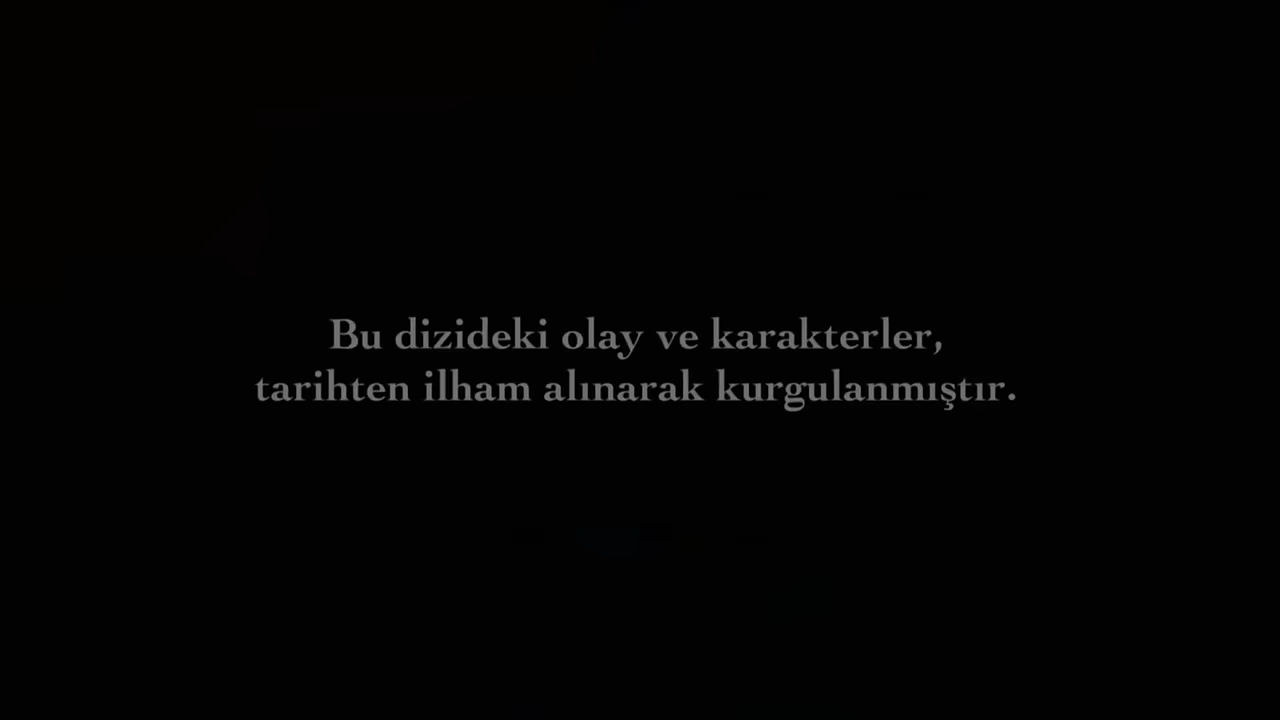 Bu dizideki olay ve karakterler,
tarihten ilham alınarak kurgulanmıştır.